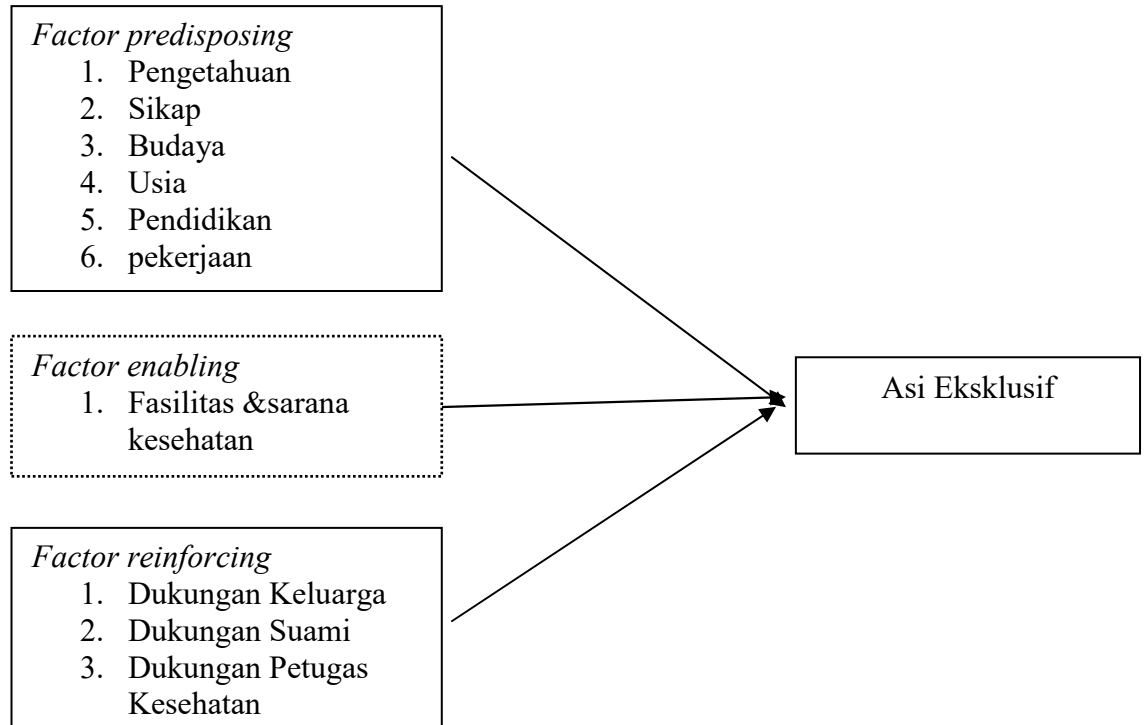 Factor predisposing
1. Pengetahuan
2. Sikap
3. Budaya
4. Usia
5. Pendidikan
6. pekerjaan
Factor enabling
1. Fasilitas &sarana
kesehatan
Asi Eksklusif
Factor reinforcing
1. Dukungan Keluarga
2. Dukungan Suami
3. Dukungan Petugas
Kesehatan